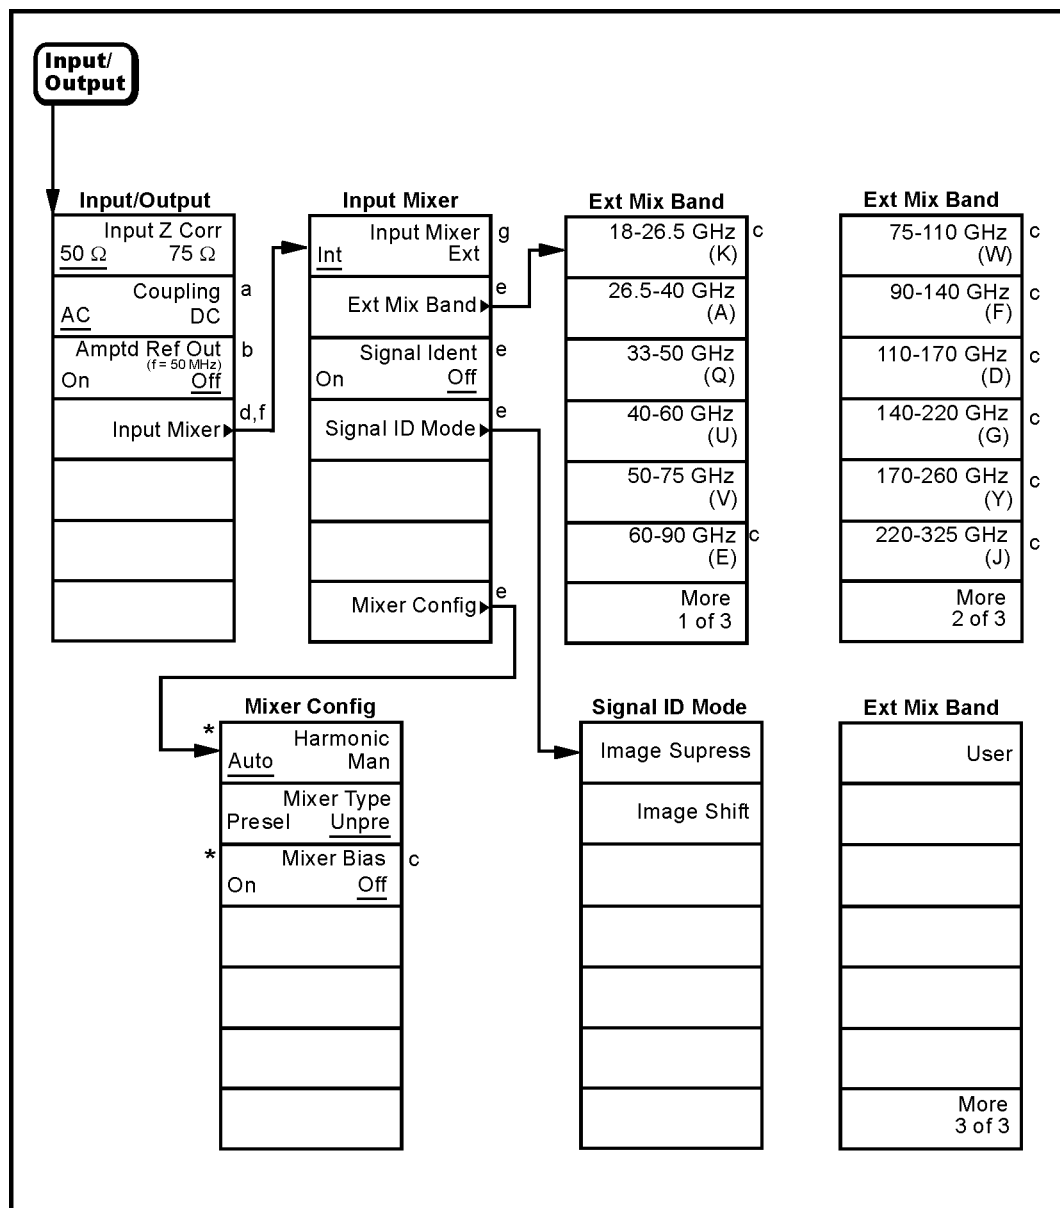 Input/
Output
Input/Output
Input Z Corr
50 Ω 75 Ω
Coupling a
AC DC
Amptd Ref Out b
(f = 50 MHz)
On Off
Input Mixer d,f
Input Mixer
Input Mixer g
Int Ext
Ext Mix Band e
Signal Ident e
On Off
Signal ID Mode e
Mixer Config e
Ext Mix Band
18-26.5 GHz c
(K)
26.5-40 GHz
(A)
33-50 GHz
(Q)
40-60 GHz
(U)
50-75 GHz
(V)
60-90 GHz c
(E)
More
1 of 3
Ext Mix Band
75-110 GHz c
(W)
90-140 GHz c
(F)
110-170 GHz c
(D)
140-220 GHz c
(G)
170-260 GHz c
(Y)
220-325 GHz c
(J)
More
2 of 3
Mixer Config
* Harmonic
Auto Man
Mixer Type
Presel Unpre
* Mixer Bias c
On Off
Signal ID Mode
Image Supress
Image Shift
Ext Mix Band
User
More
3 of 3